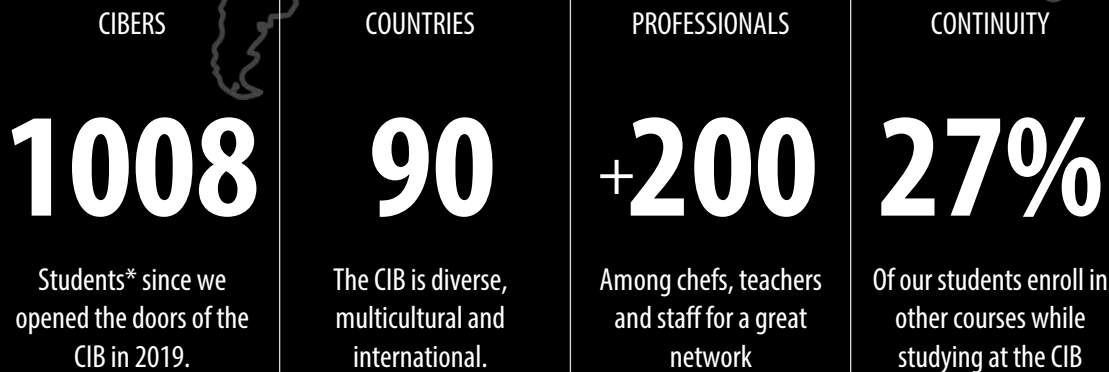 CIBERS
1008
Students* since we
opened the doors of the
CIB in 2019.
COUNTRIES
90
The CIB is diverse,
multicultural and
international.
PROFESSIONALS
+200
Among chefs, teachers
and staff for a great
network
CONTINUITY
27%
Of our students enroll in
other courses while
studying at the CIB